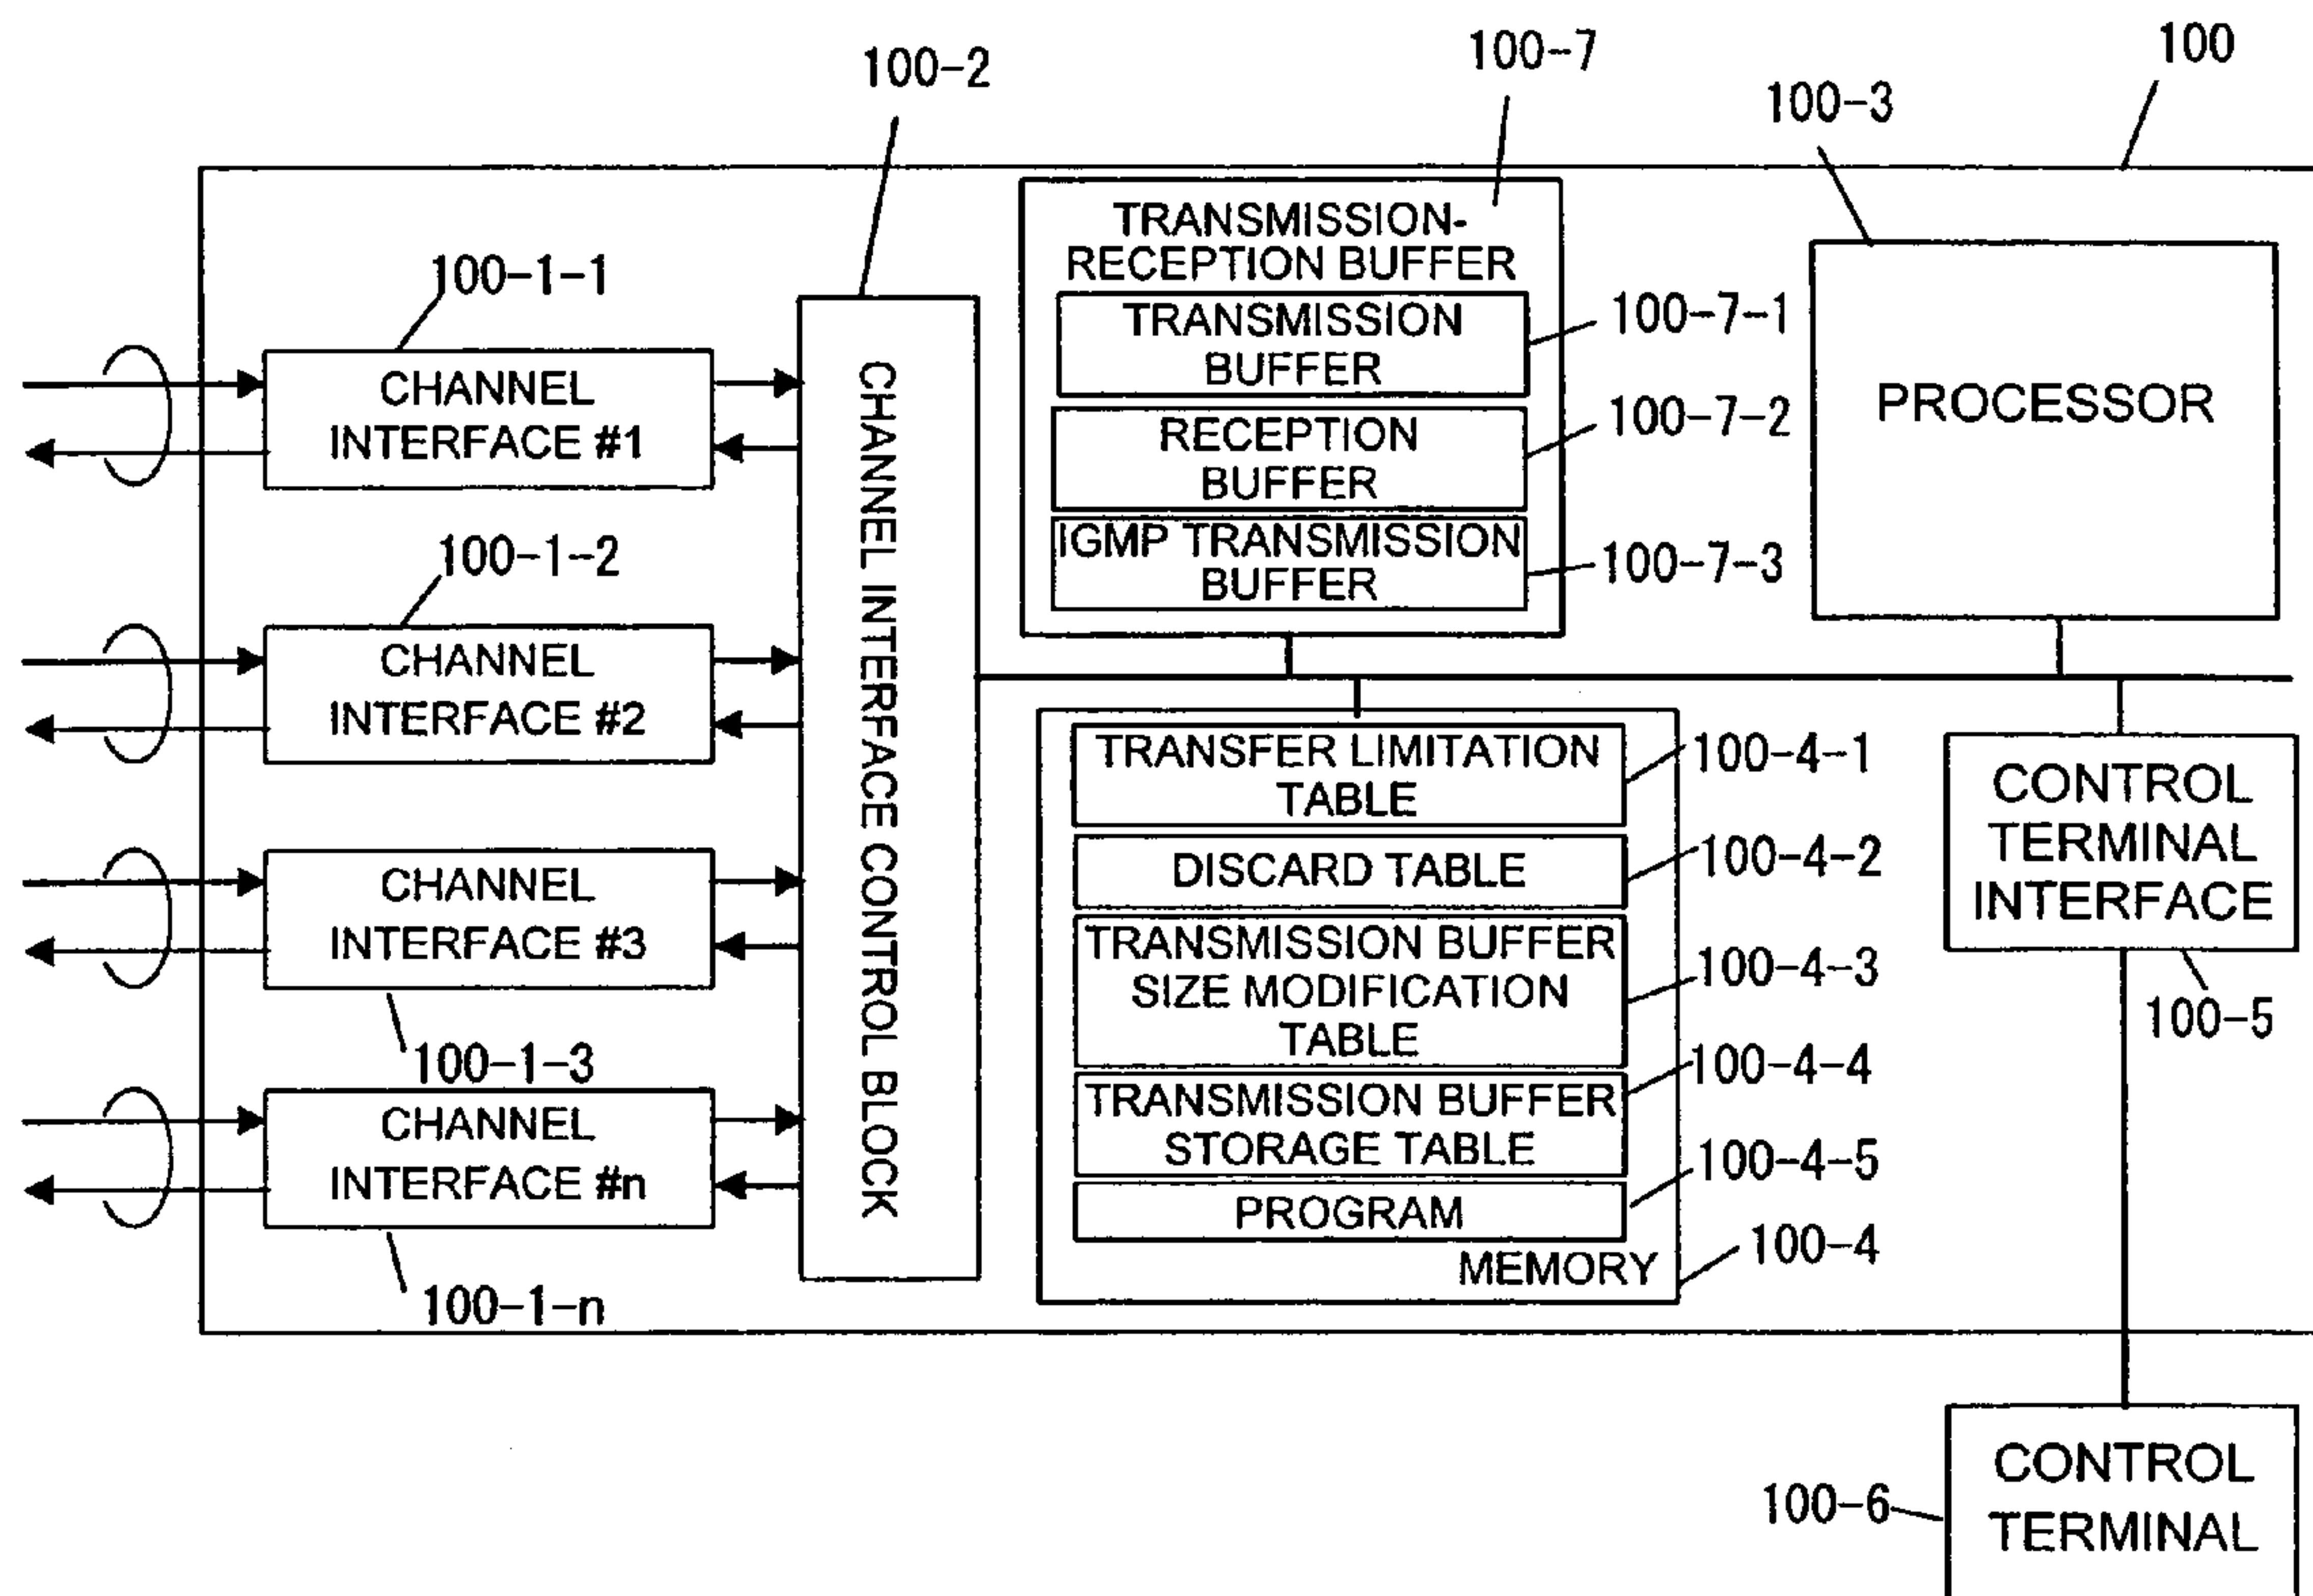 100-2
100-7
100
100-3
TRANSMISSION-
RECEPTION BUFFER
100-1-1
TRANSMISSION
BUFFER
100-7-1
CHANNEL
INTERFACE #1
RECEPTION
BUFFER
100-7-2
IGMP TRANSMISSION
BUFFER
100-7-3
PROCESSOR
100-1-2
CHANNEL
INTERFACE #2
CHANNEL INTERFACE CONTROL BLOCK
TRANSFER LIMITATION
TABLE
100-4-1
DISCARD TABLE
100-4-2
TRANSMISSION BUFFER
SIZE MODIFICATION
TABLE
100-4-3
TRANSMISSION BUFFER
STORAGE TABLE
100-4-4
PROGRAM
100-4-5
MEMORY
100-4
CONTROL
TERMINAL
INTERFACE
100-5
CHANNEL
INTERFACE #3
100-1-3
CHANNEL
INTERFACE #n
100-1-n
100-6
CONTROL
TERMINAL